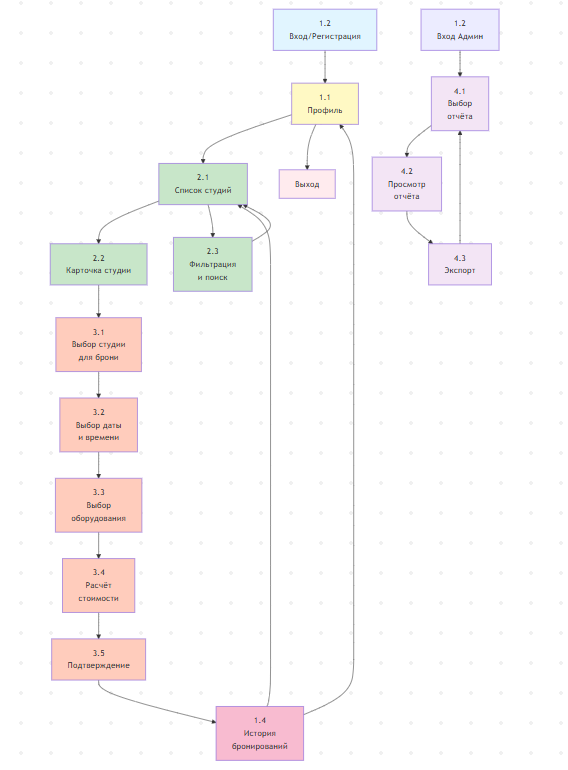 1.2
Вход/Регистрация
1.2
Вход Админ
1.1
Профиль
4.1
Выбор
отчёта
2.1
Список студий
Выход
4.2
Просмотр
отчёта
2.2
Карточка студии
2.3
Фильтрация
и поиск
4.3
Экспорт
3.1
Выбор студии
для брони
3.2
Выбор даты
и времени
3.3
Выбор
оборудования
3.4
Расчёт
стоимости
3.5
Подтверждение
1.4
История
бронирований